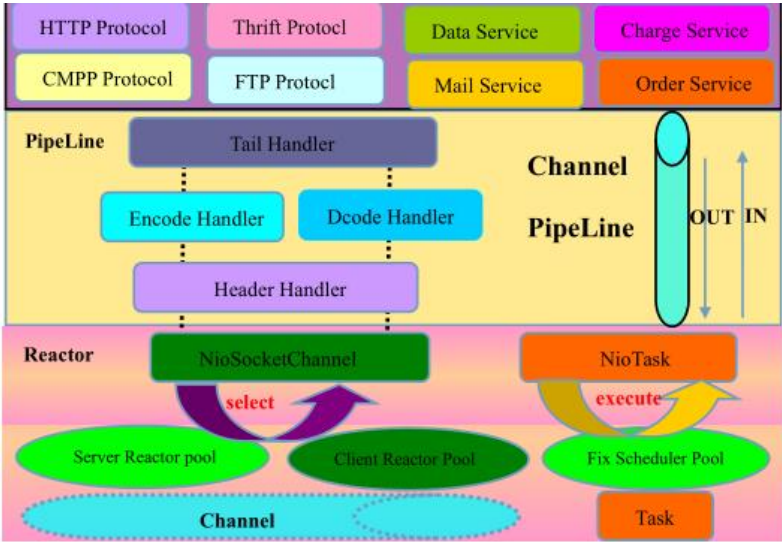 HTTP Protocol
Thrift Protocl
Data Service
Charge Service
CMPP Protocol
FTP Protocl
Mail Service
Order Service
PipeLine
Tail Handler
Channel
Encode Handler
Dcode Handler
PipeLine
OUT
IN
Header Handler
Reactor
NioSocketChannel
NioTask
select
execute
Server Reactor pool
Client Reactor Pool
Fix Scheduler Pool
Channel
Task